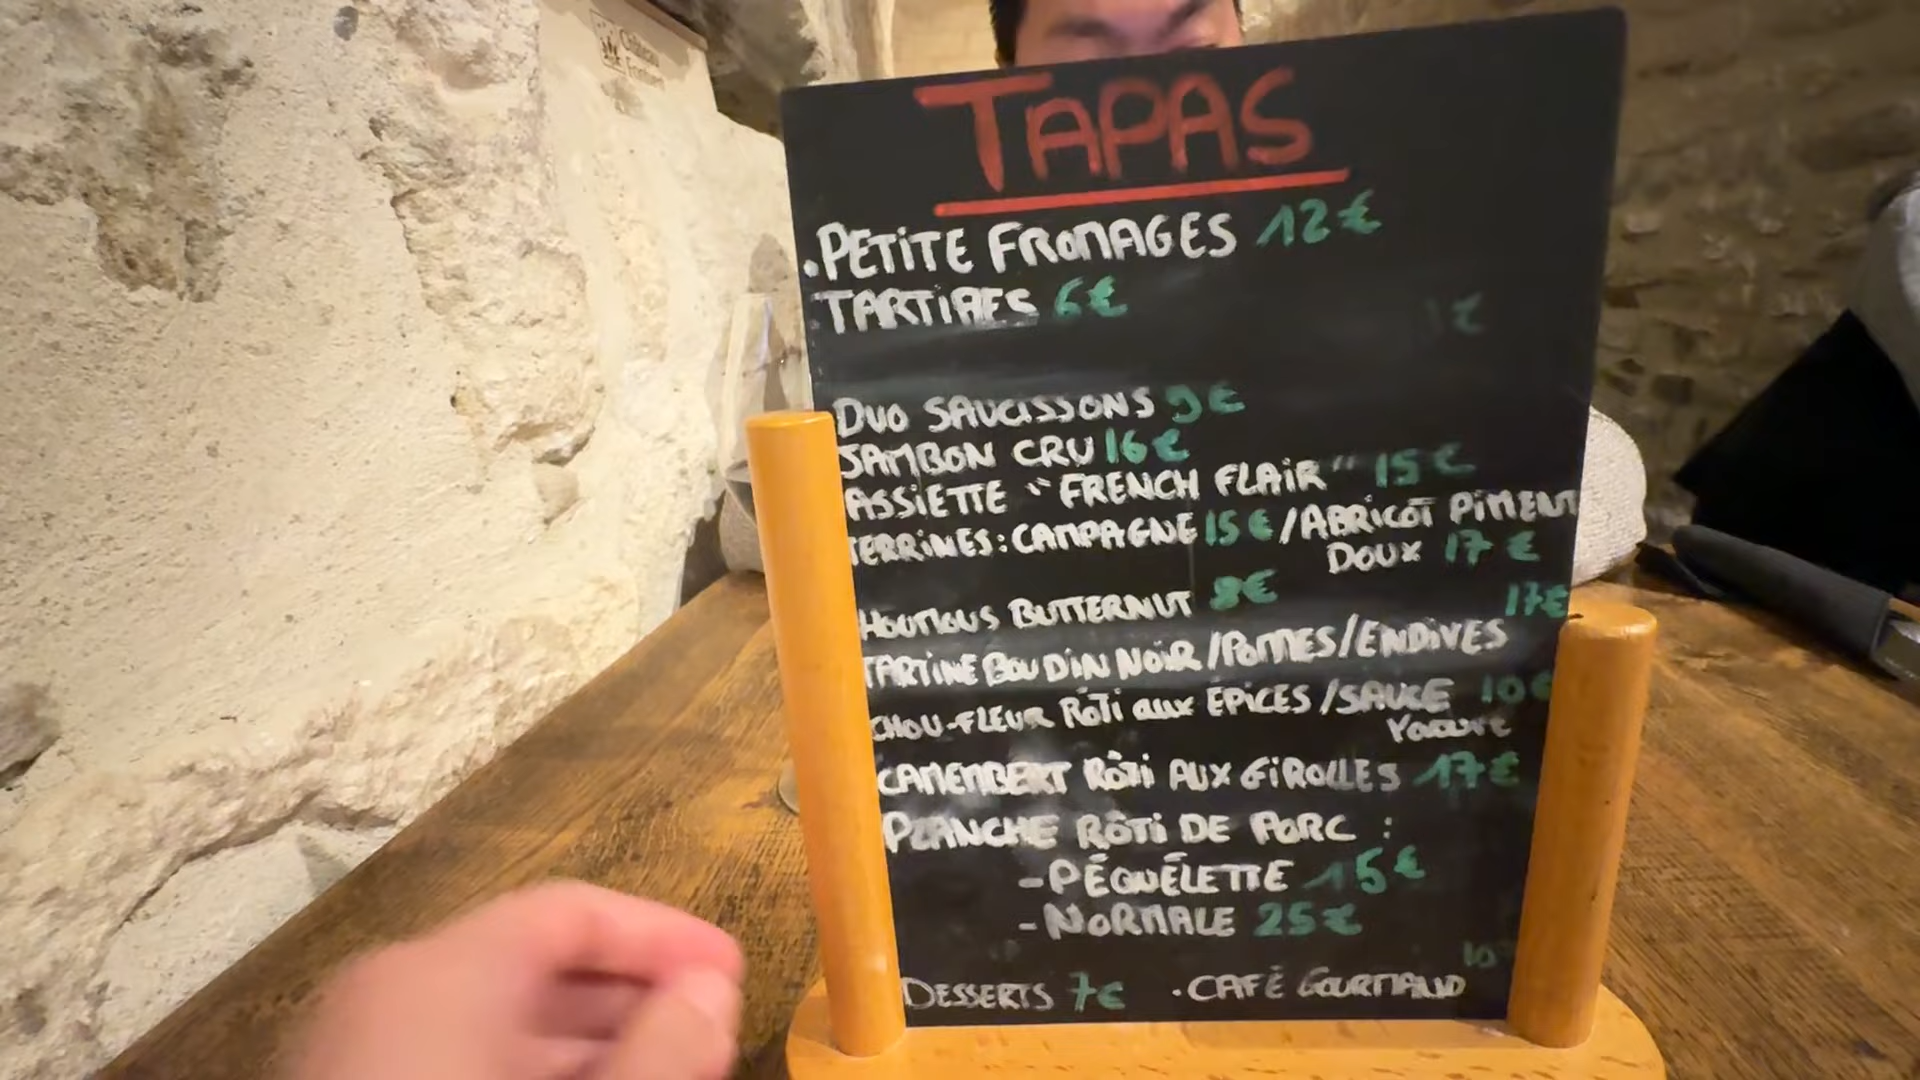 Château
TAPAS
.PETITE FROMAGES 12€
TARTINES 6€
DUO SAUCISSONS 9€
JAMBON CRU 16€
ASSIETTE "FRENCH FLAIR" 15€
TERRINES: CAMPAGNE 15€ /ABRICOT PIMENT
DOUX 17€
HOUMOUS BUTTERNUT 8€
17€
TARTINE BOUDIN NOIR /POMMES/ENDIVES
CHOU-FLEUR RÔTI aux ÉPICES /SAUCE 10€
Yaourt
CAMEMBERT RÔTI AUX GIROLLES 17€
PLANCHE RÔTI DE PORC :
-PÉQUÉLETTE 15€
-NORMALE 25€
10
DESSERTS 7€ .CAFÉ GOURMAND